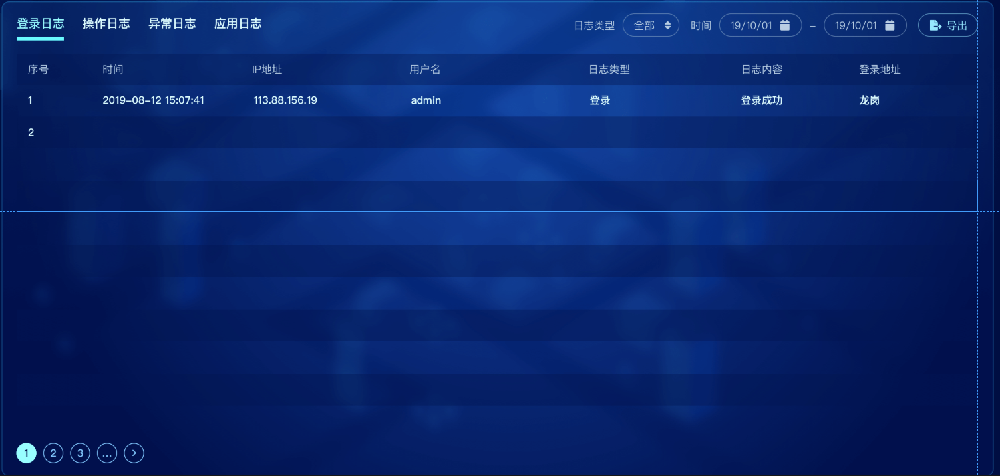 登录日志 操作日志 异常日志 应用日志 日志类型 全部 时间 19/10/01 – 19/10/01 导出
序号 时间 IP地址 用户名 日志类型 日志内容 登录地址
1 2019-08-12 15:07:41 113.88.156.19 admin 登录 登录成功 龙岗
2
1 2 3 ... >